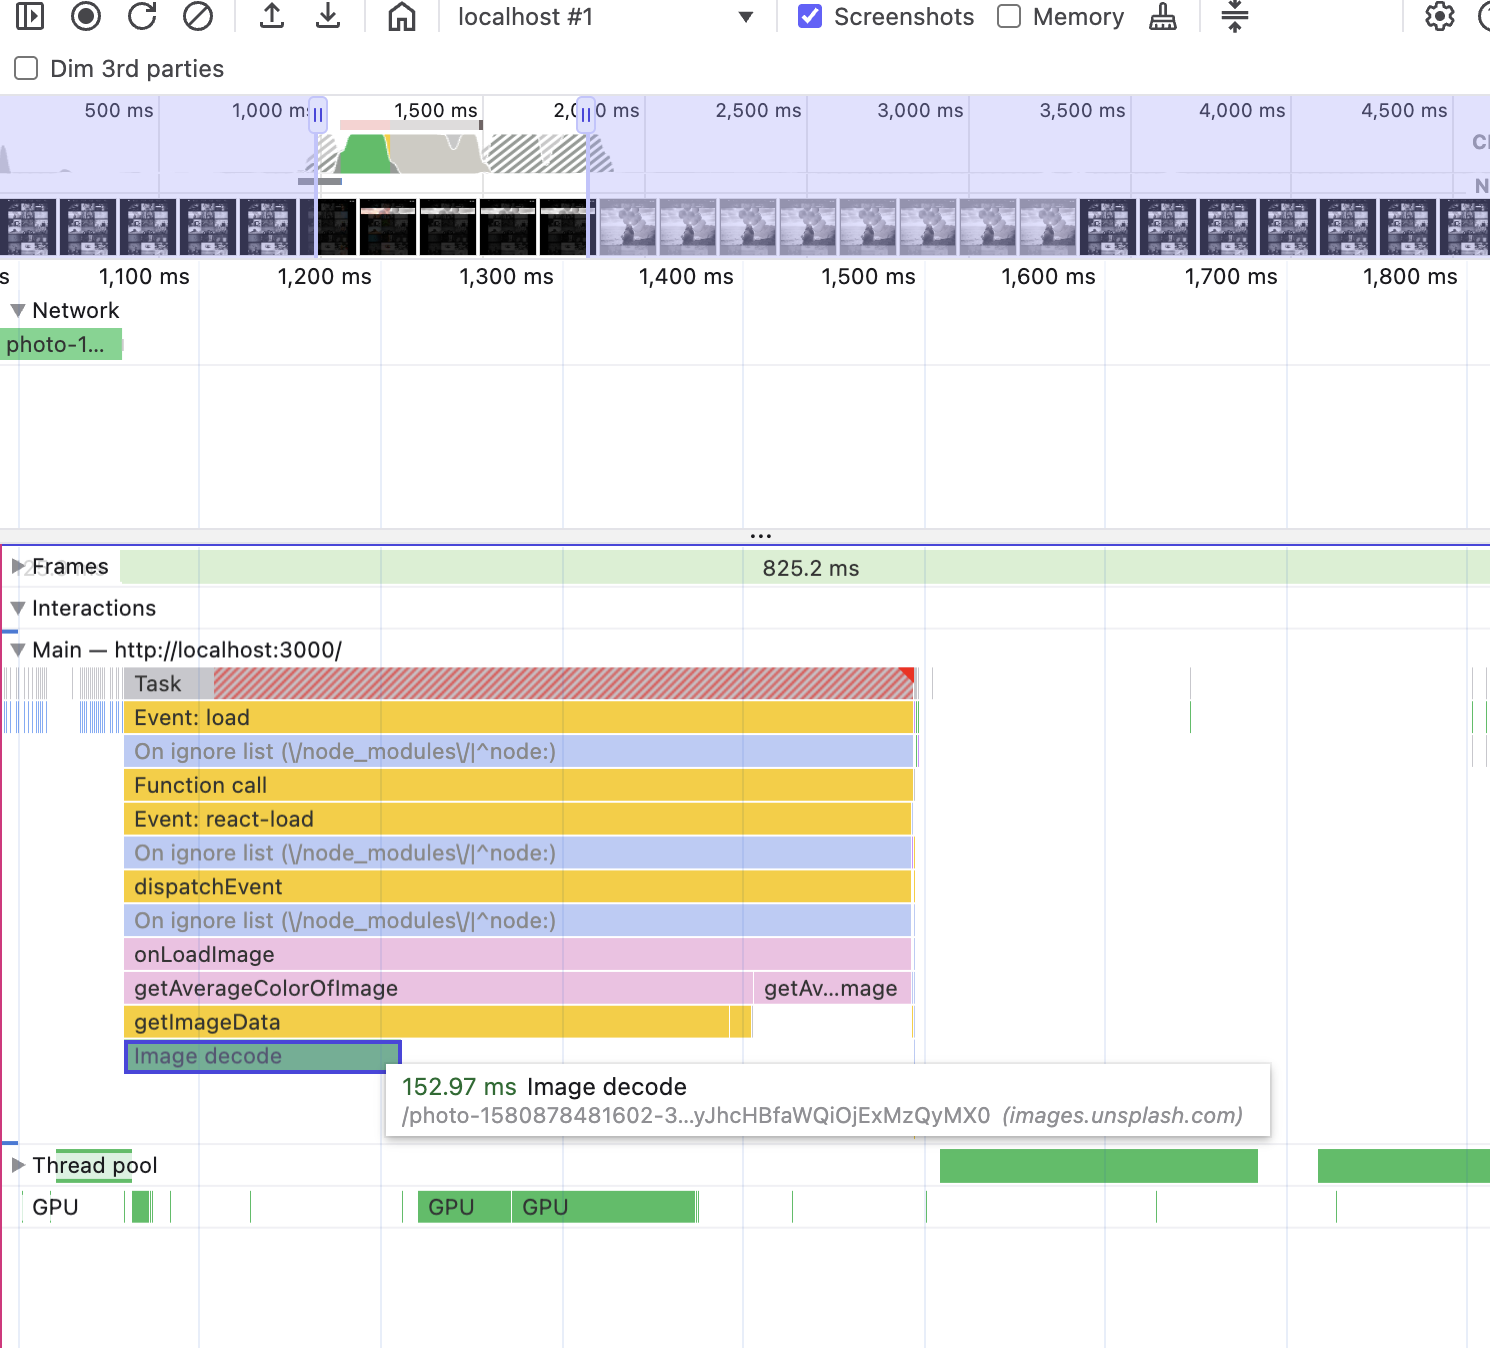 localhost #1 Screenshots Memory
Dim 3rd parties
500 ms 1,000 ms 1,500 ms 2,000 ms 2,500 ms 3,000 ms 3,500 ms 4,000 ms 4,500 ms
N
s 1,100 ms 1,200 ms 1,300 ms 1,400 ms 1,500 ms 1,600 ms 1,700 ms 1,800 ms
Network
photo-1...
...
Frames 825.2 ms
Interactions
Main — http://localhost:3000/
Task
Event: load
On ignore list (\/node_modules\/|^node:)
Function call
Event: react-load
On ignore list (\/node_modules\/|^node:)
dispatchEvent
On ignore list (\/node_modules\/|^node:)
onLoadImage
getAverageColorOfImage getAv...mage
getImageData
Image decode
152.97 ms Image decode
/photo-1580878481602-3...yJhcHBfaWQiOjExMzQyMX0 (images.unsplash.com)
Thread pool
GPU GPU GPU